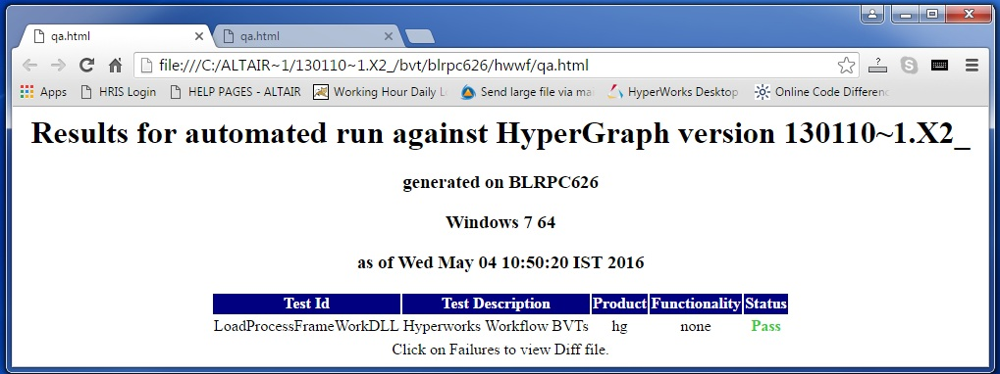 qa.html
qa.html
file:///C:/ALTAIR~1/130110~1.X2_/bvt/blrpc626/hwwf/qa.html
Apps HRIS Login HELP PAGES - ALTAIR Working Hour Daily Send large file via mai HyperWorks Desktop Online Code Differenc
Results for automated run against HyperGraph version 130110~1.X2_
generated on BLRPC626
Windows 7 64
as of Wed May 04 10:50:20 IST 2016
Test Id Test Description Product Functionality Status
LoadProcessFrameWorkDLL Hyperworks Workflow BVTs hg none Pass
Click on Failures to view Diff file.